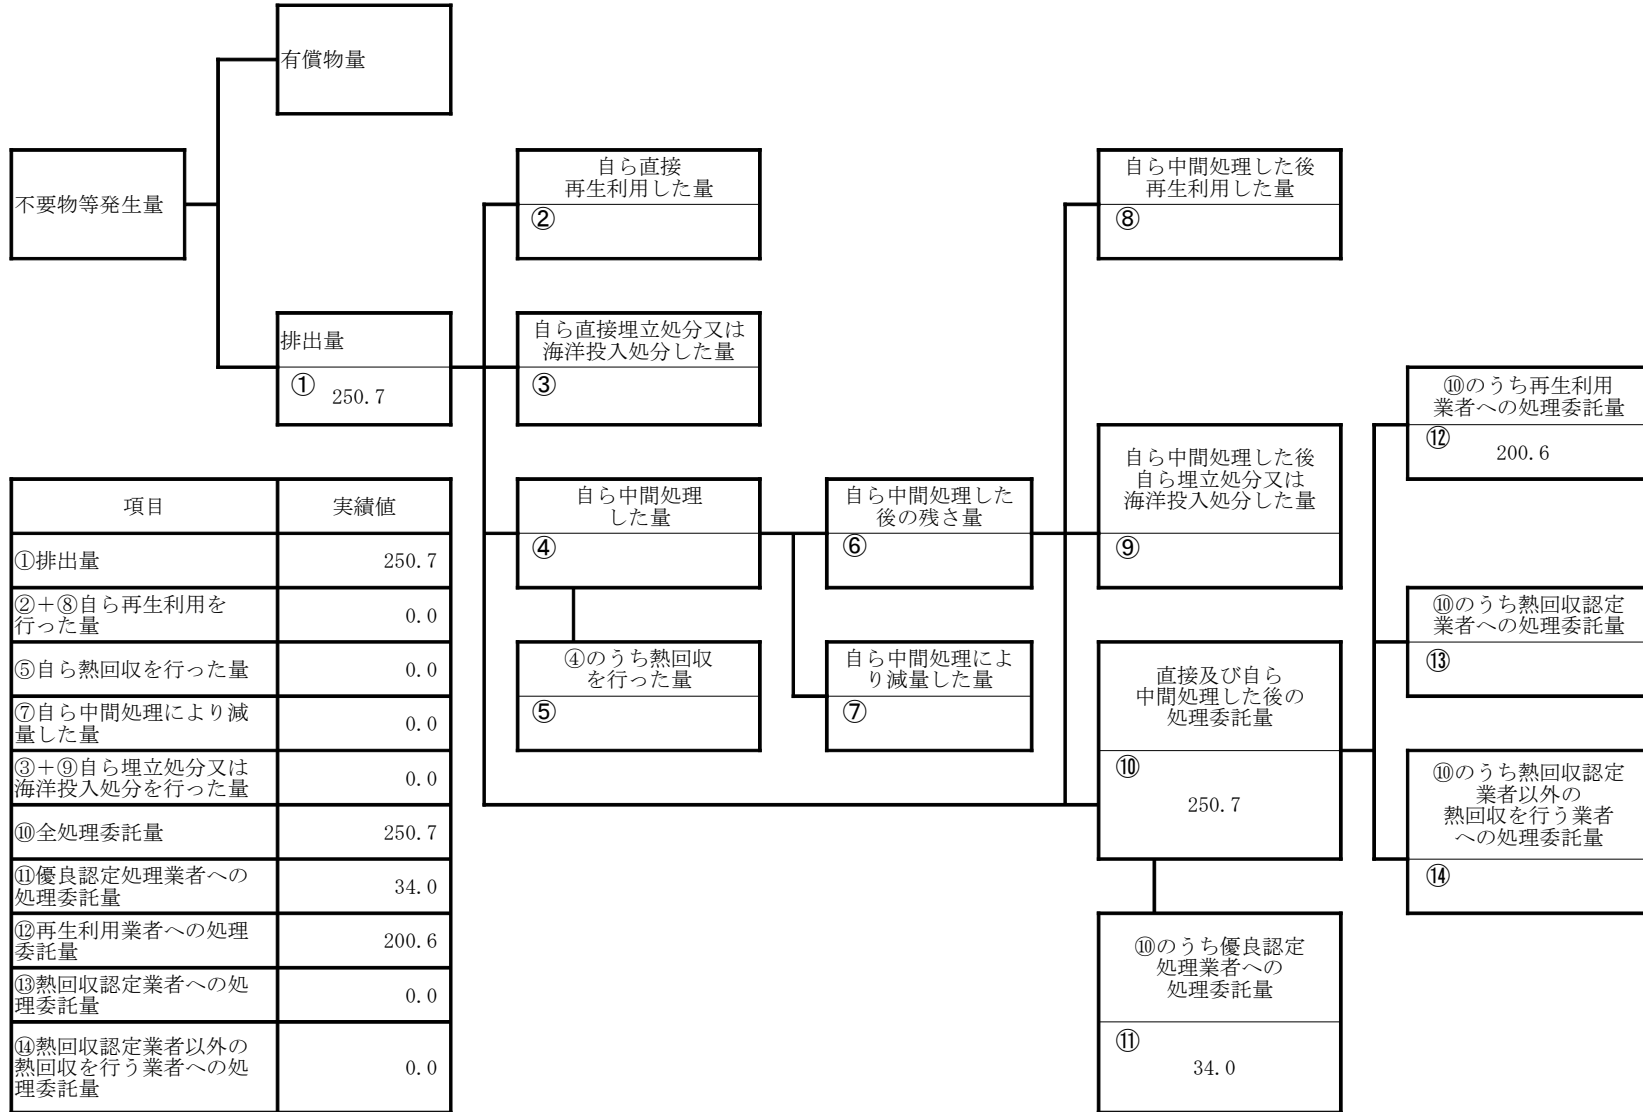 有償物量
不要物等発生量
自ら直接
再生利用した量
②
自ら中間処理した後
再生利用した量
⑧
排出量
① 250.7
自ら直接埋立処分又は
海洋投入処分した量
③
⑩のうち再生利用
業者への処理委託量
⑫ 200.6
自ら中間処理した後
自ら埋立処分又は
海洋投入処分した量
⑨
自ら中間処理
した量
④
自ら中間処理した
後の残さ量
⑥
⑩のうち熱回収認定
業者への処理委託量
⑬
④のうち熱回収
を行った量
⑤
自ら中間処理によ
り減量した量
⑦
直接及び自ら
中間処理した後の
処理委託量
⑩
250.7
⑩のうち熱回収認定
業者以外の
熱回収を行う業者
への処理委託量
⑭
⑩のうち優良認定
処理業者への
処理委託量
⑪
34.0
項目 実績値
①排出量 250.7
②+⑧自ら再生利用を
行った量 0.0
⑤自ら熱回収を行った量 0.0
⑦自ら中間処理により減
量した量 0.0
③+⑨自ら埋立処分又は
海洋投入処分を行った量 0.0
⑩全処理委託量 250.7
⑪優良認定処理業者への
処理委託量 34.0
⑫再生利用業者への処理
委託量 200.6
⑬熱回収認定業者への処
理委託量 0.0
⑭熱回収認定業者以外の
熱回収を行う業者への処
理委託量 0.0